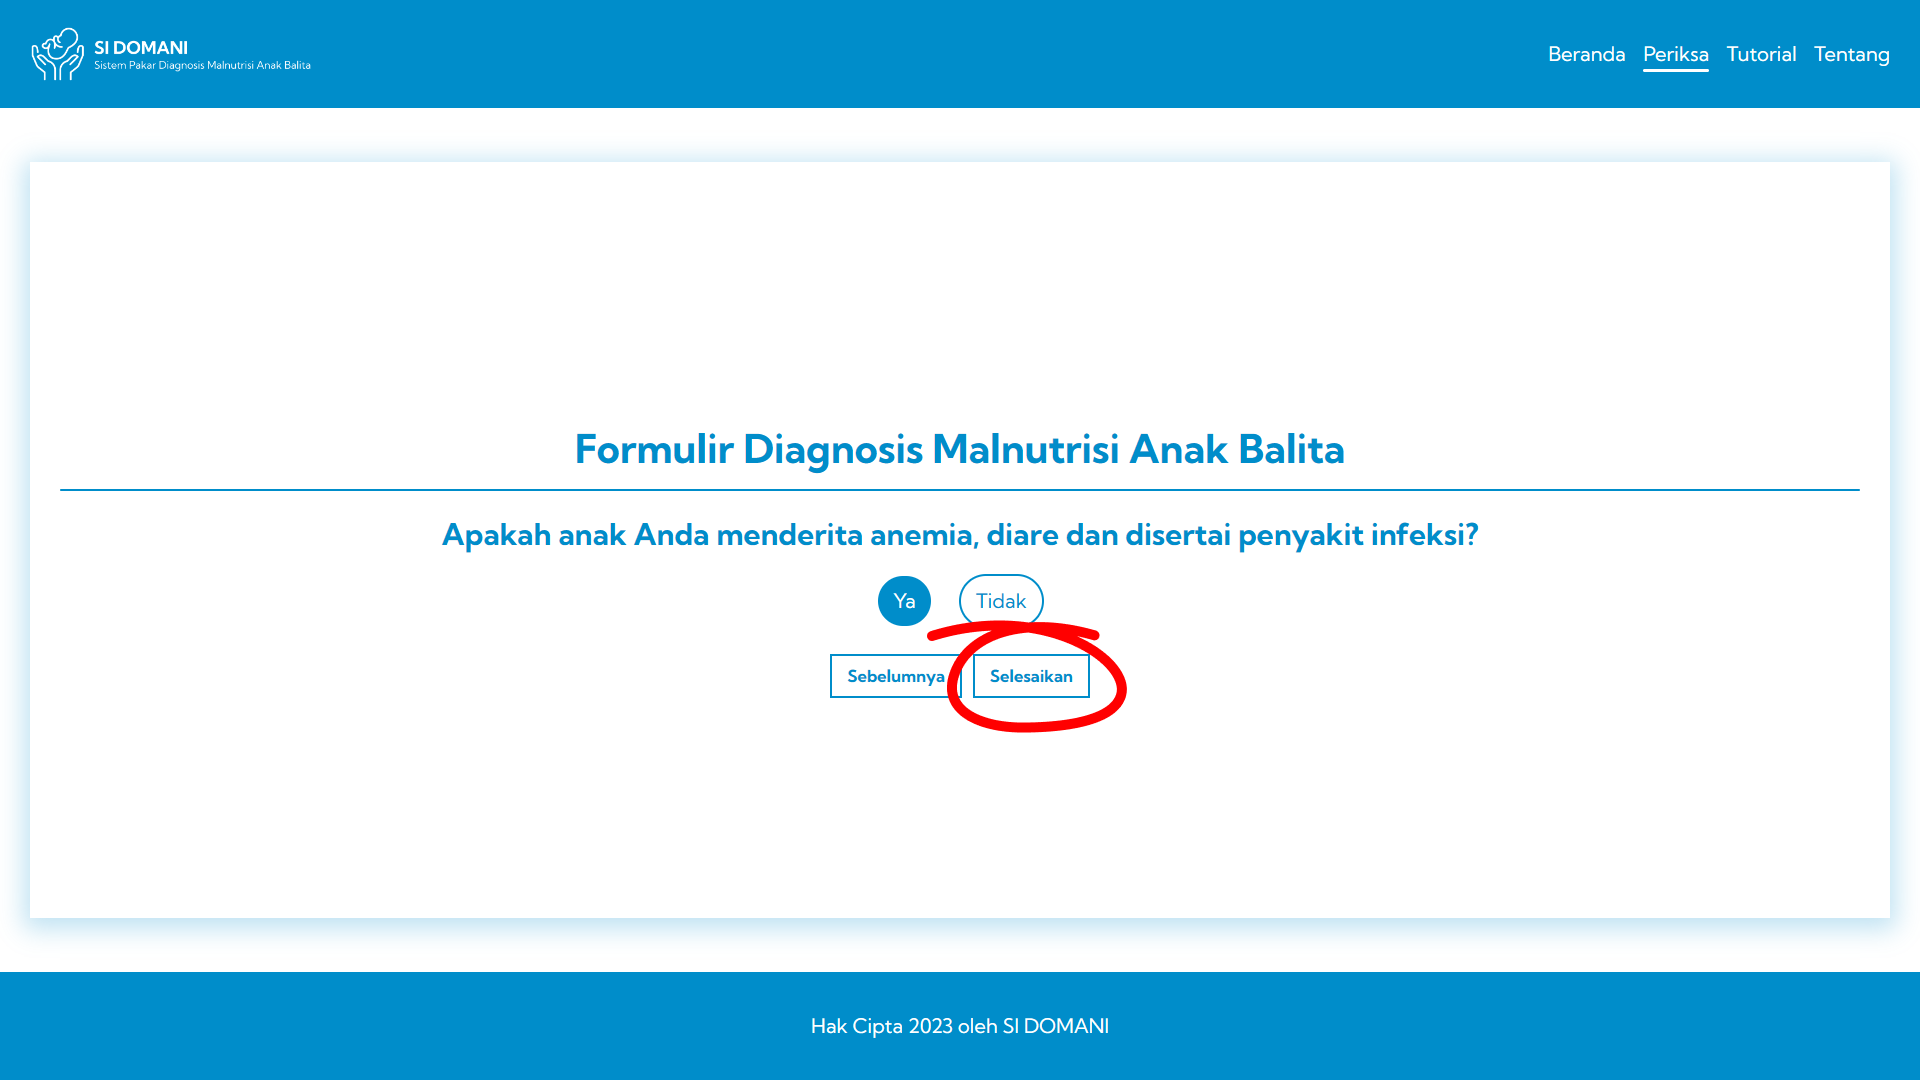 SI DOMANI
Sistem Pakar Diagnosis Malnutrisi Anak Balita
Beranda Periksa Tutorial Tentang
Formulir Diagnosis Malnutrisi Anak Balita
Apakah anak Anda menderita anemia, diare dan disertai penyakit infeksi?
Ya Tidak
Sebelumnya Selesaikan
Hak Cipta 2023 oleh SI DOMANI